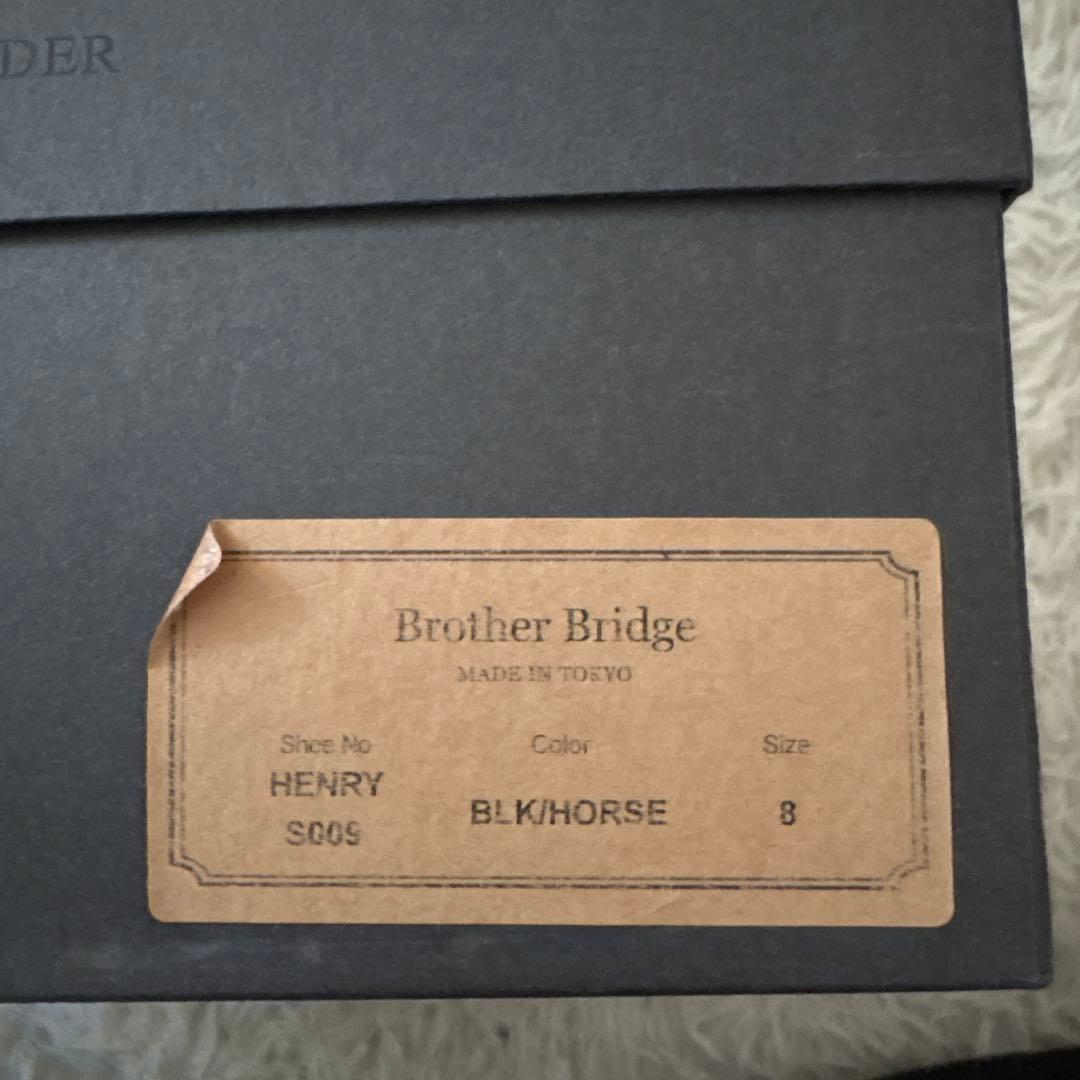 DER
Brother Bridge
MADE IN TOKYO
Shoe No Color Size
HENRY
BLK/HORSE 8
S009